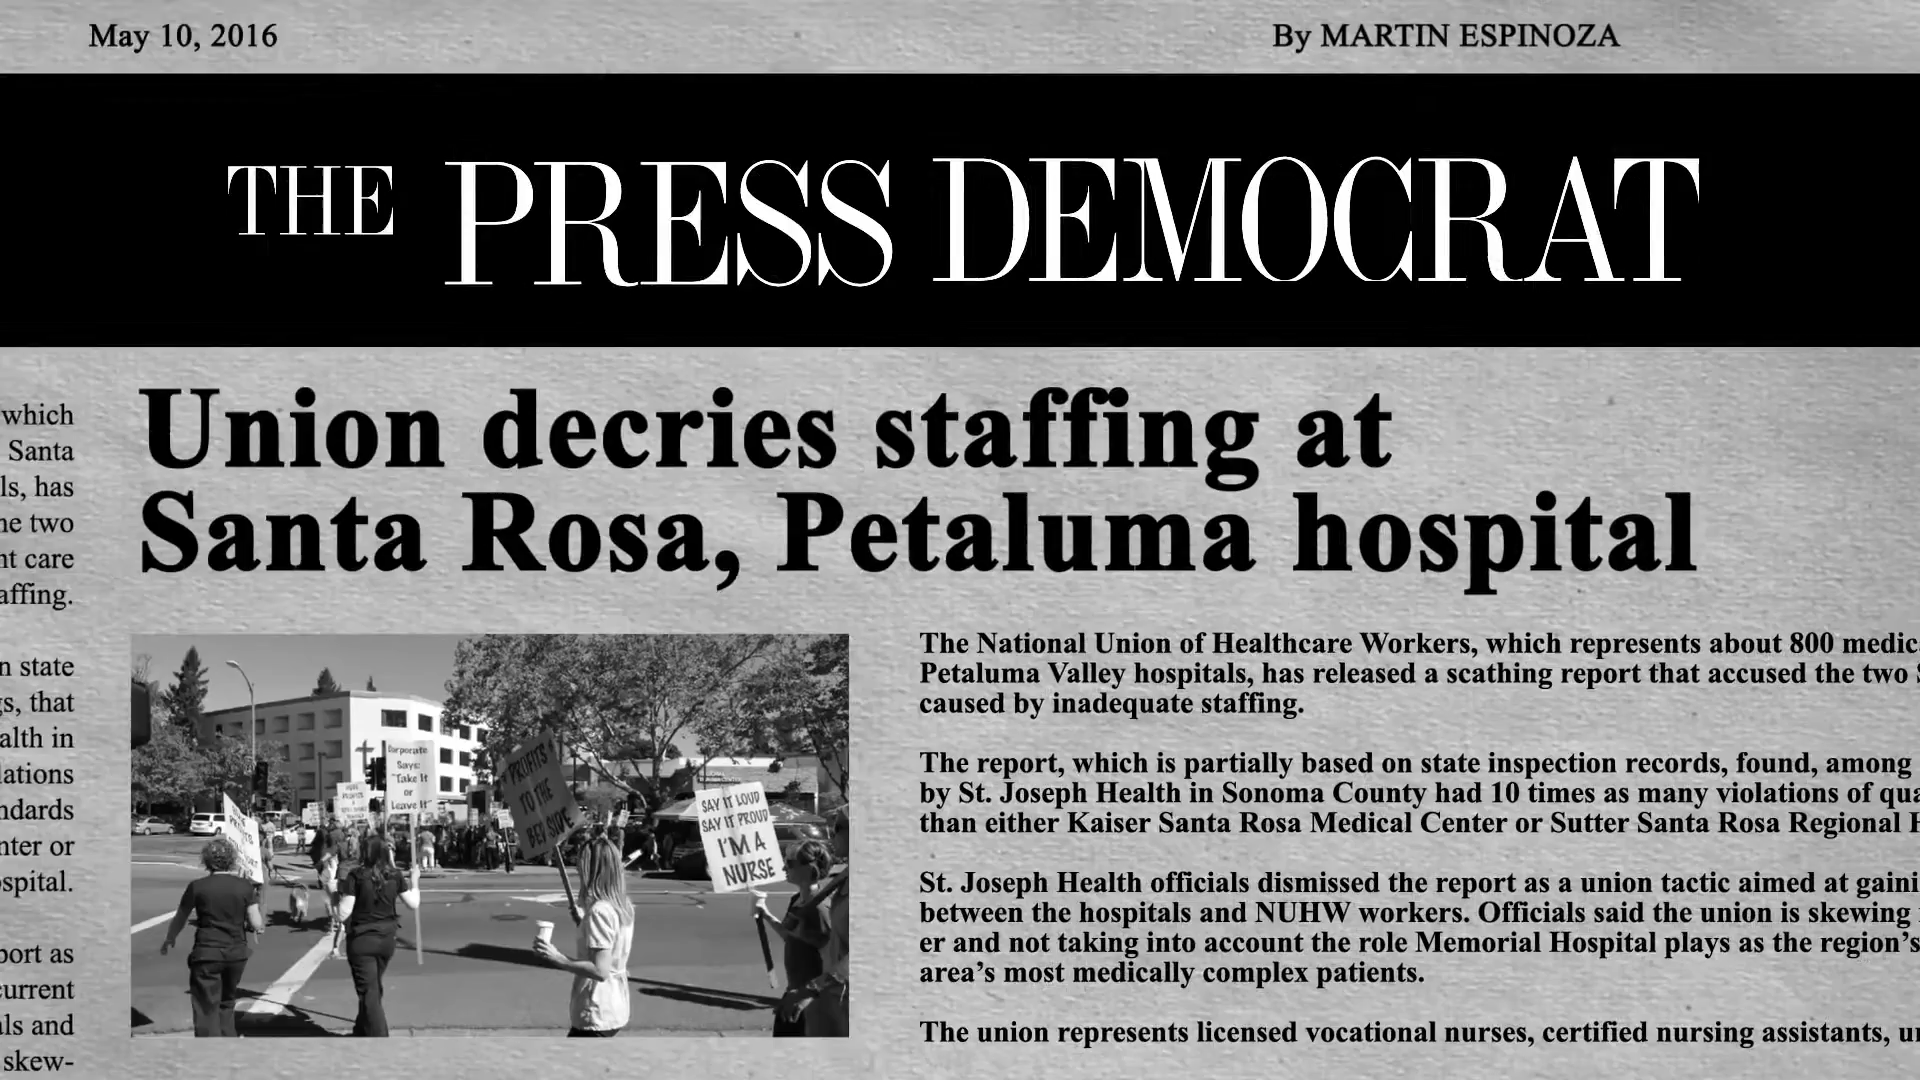 May 10, 2016
By MARTIN ESPINOZA
THE PRESS DEMOCRAT
Union decries staffing at
Santa Rosa, Petaluma hospital
which
Santa
ls, has
he two
nt care
affing.
n state
gs, that
alth in
lations
ndards
nter or
spital.
port as
current
als and
skew-
Corporate
Says:
"Take It
or
Leave It"
PROFITS
TO THE
BED SIDE
SAY IT LOUD
SAY IT PROUD
I'M A
NURSE
The National Union of Healthcare Workers, which represents about 800 medic
Petaluma Valley hospitals, has released a scathing report that accused the two S
caused by inadequate staffing.
The report, which is partially based on state inspection records, found, among
by St. Joseph Health in Sonoma County had 10 times as many violations of qua
than either Kaiser Santa Rosa Medical Center or Sutter Santa Rosa Regional H
St. Joseph Health officials dismissed the report as a union tactic aimed at gaini
between the hospitals and NUHW workers. Officials said the union is skewing
er and not taking into account the role Memorial Hospital plays as the region's
area's most medically complex patients.
The union represents licensed vocational nurses, certified nursing assistants, u